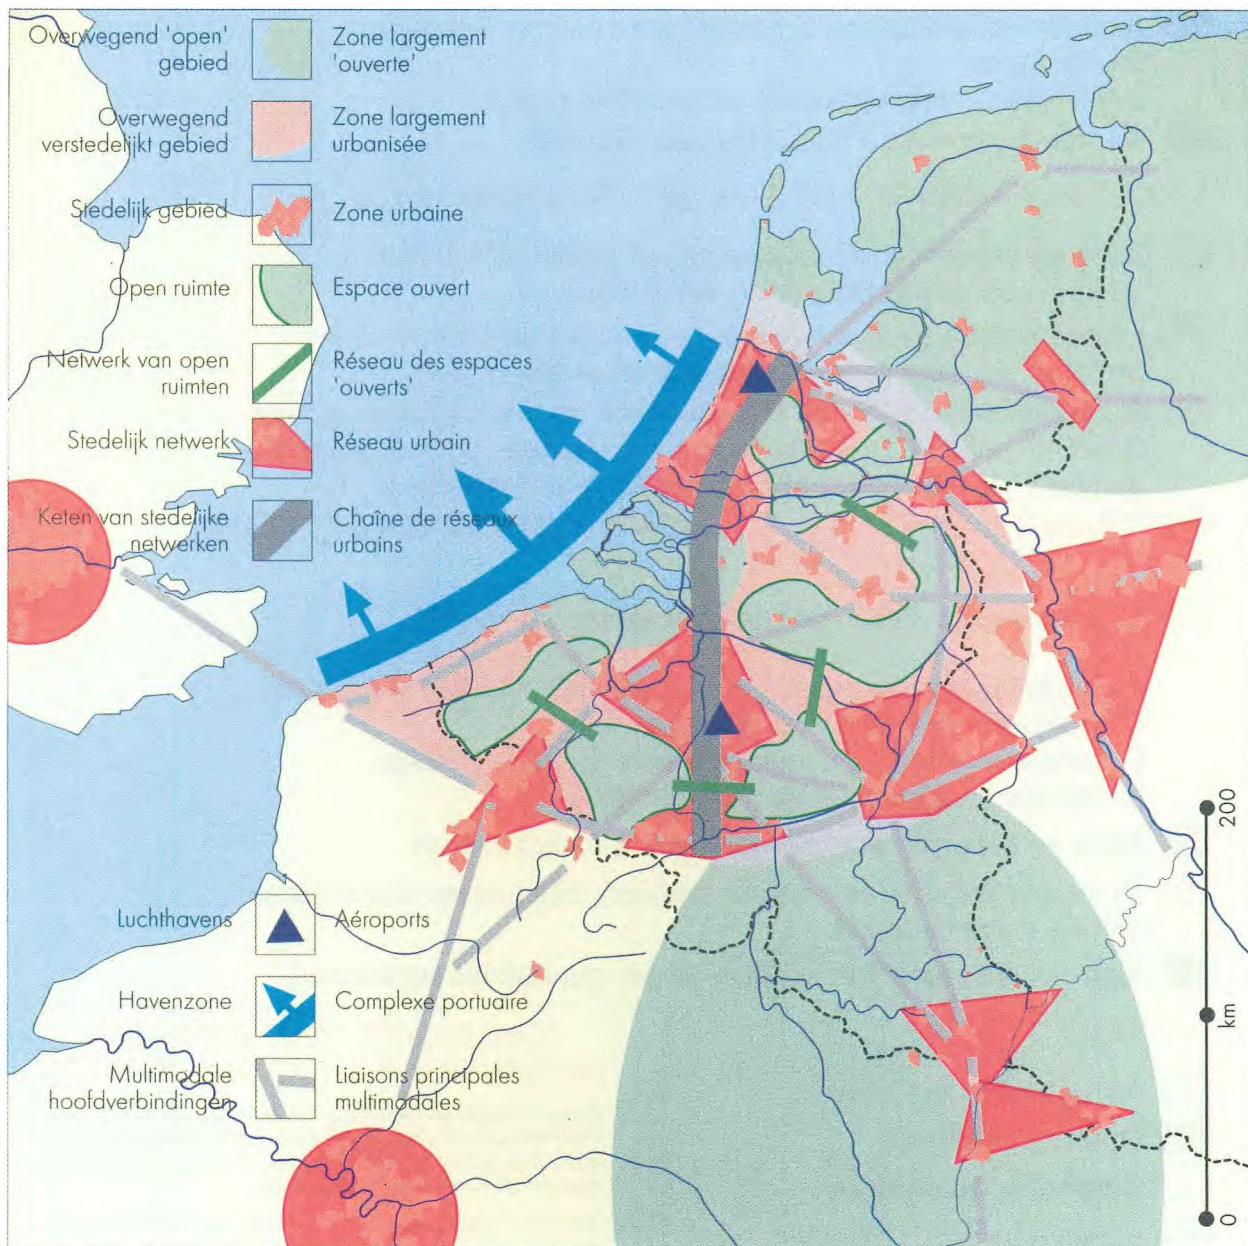 Overwegend 'open'
gebied
Zone largement
'ouverte'
Overwegend
verstedelijkt gebied
Zone largement
urbanisée
Stedelijk gebied
Zone urbaine
Open ruimte
Espace ouvert
Netwerk van open
ruimten
Réseau des espaces
'ouverts'
Stedelijk netwerk
Réseau urbain
Keten van stedelijke
netwerken
Chaîne de réseaux
urbains
Luchthavens
Aéroports
Havenzone
Complexe portuaire
Multimodale
hoofdverbindingen
Liaisons principales
multimodales
200
km
0